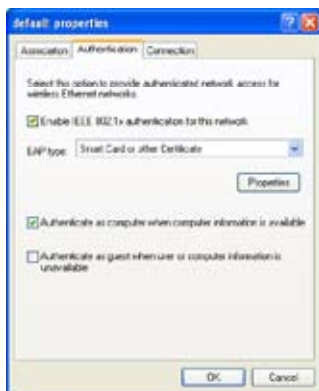 default properties
Association Authentication Connection
Select this option to provide authenticated network access for
wireless Ethernet networks.
Enable IEEE 802.1x authentication for this network
EAP type: Smart Card or other Certificate
Properties
Authenticate as computer when computer information is available
Authenticate as guest when user or computer information is
unavailable
OK Cancel